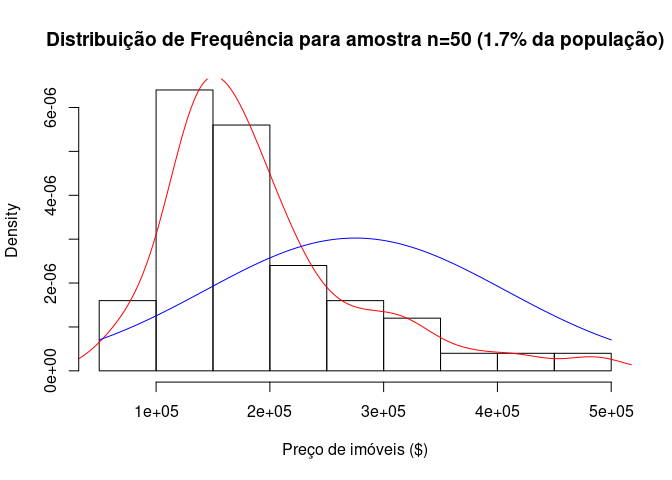 Distribuição de Frequência para amostra n=50 (1.7% da população)
Density
6e-06
4e-06
2e-06
0e+00
1e+05 2e+05 3e+05 4e+05 5e+05
Preço de imóveis ($)